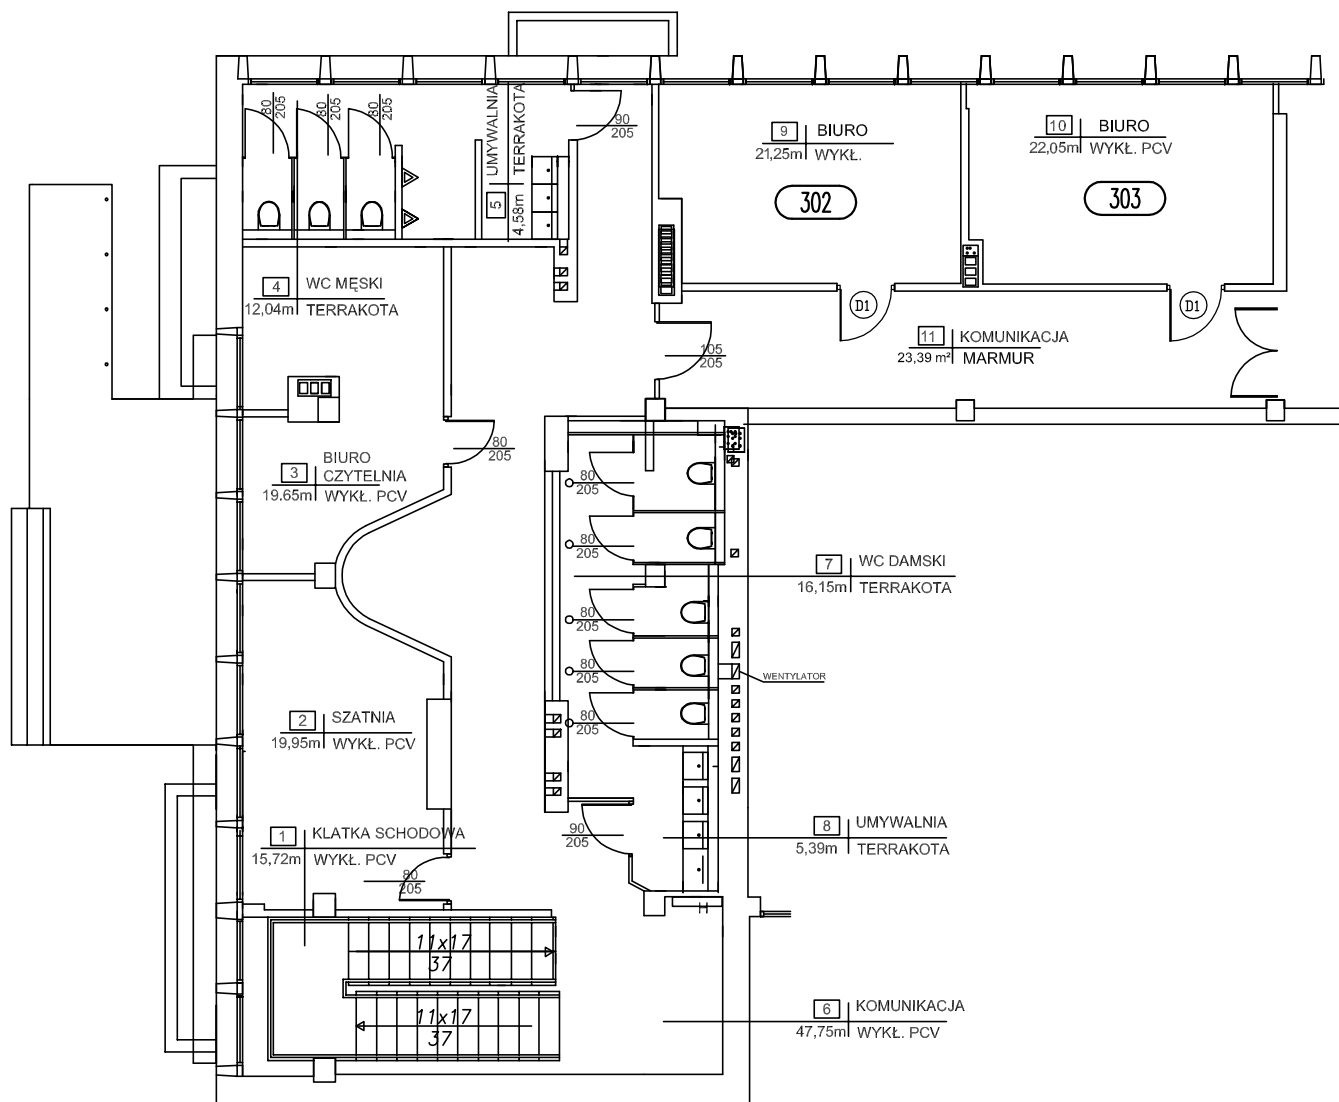 80
205
80
205
80
205
UMYWALNIA
5
TERRAKOTA
4,58m
90
205
9 BIURO
21,25m WYKŁ.
302
10 BIURO
22,05m WYKŁ. PCV
303
4 WC MĘSKI
12,04m TERRAKOTA
D1
D1
11 KOMUNIKACJA
23,39 m² MARMUR
105
205
80
205
3 BIURO
CZYTELNIA
19.65m WYKŁ. PCV
80
205
80
205
7 WC DAMSKI
16,15m TERRAKOTA
80
205
80
205
WENTYLATOR
80
205
2 SZATNIA
19,95m WYKŁ. PCV
1 KLATKA SCHODOWA
15,72m WYKŁ. PCV
90
205
8 UMYWALNIA
5,39m TERRAKOTA
80
205
11x17
37
11x17
37
6 KOMUNIKACJA
47,75m WYKŁ. PCV